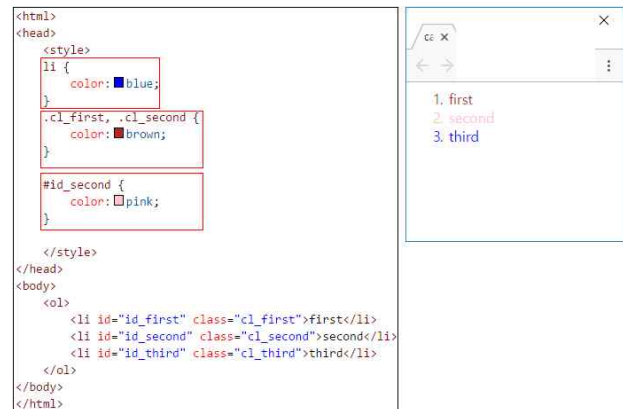 <html>
<head>
<style>
li {
color: blue;
}
.cl_first, .cl_second {
color: brown;
}
#id_second {
color: pink;
}
</style>
</head>
<body>
<ol>
<li id="id_first" class="cl_first">first</li>
<li id="id_second" class="cl_second">second</li>
<li id="id_third" class="cl_third">third</li>
</ol>
</body>
</html>
1. first
2. second
3. third